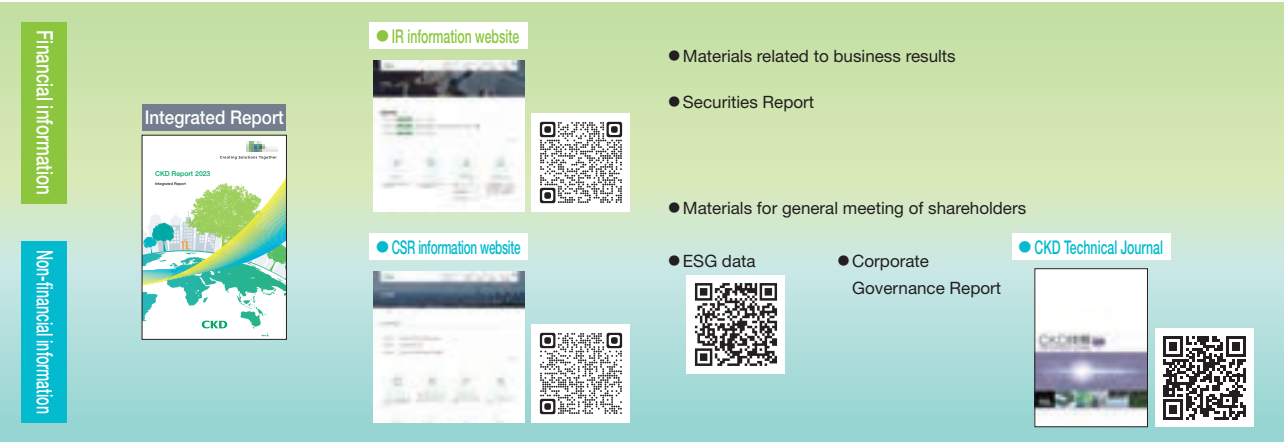 Financial information
Integrated Report
Creating Solutions Together
CKD Report 2023
Integrated Report
CKD
● IR information website
● Materials related to business results
● Securities Report
● Materials for general meeting of shareholders
Non-financial information
● CSR information website
● ESG data
● Corporate
Governance Report
● CKD Technical Journal